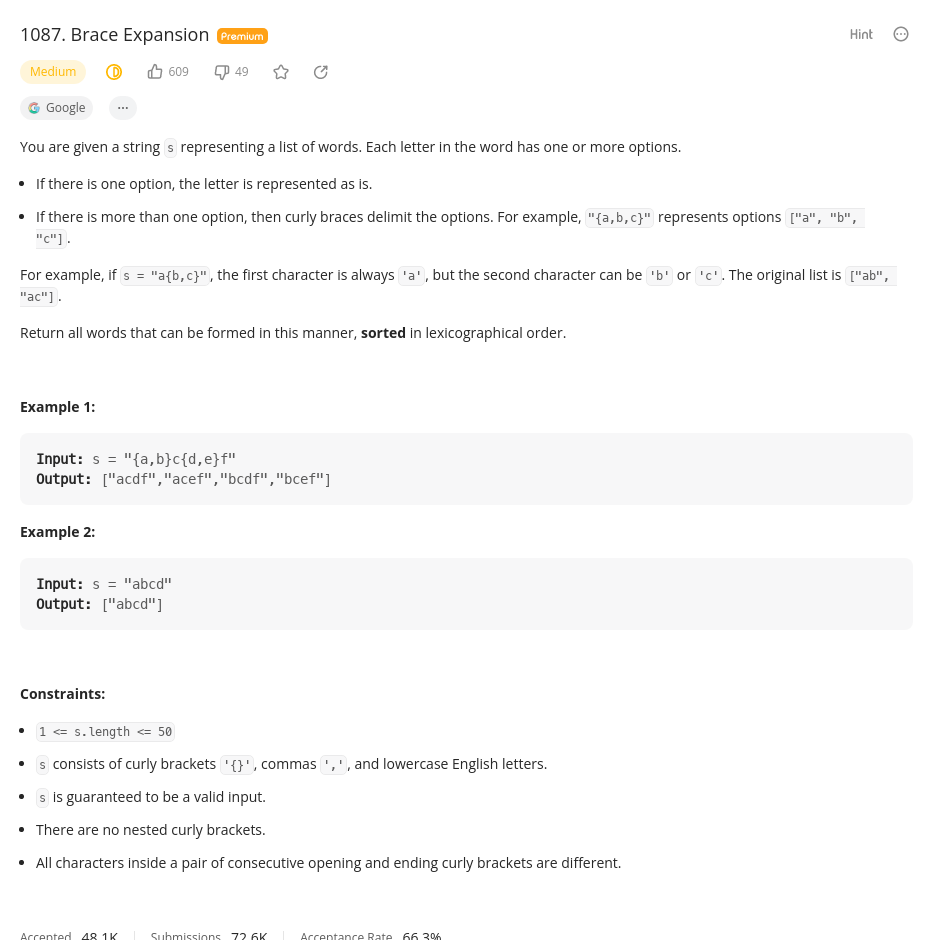 1087. Brace Expansion Premium Hint
Medium 609 49
Google ...
You are given a string s representing a list of words. Each letter in the word has one or more options.
• If there is one option, the letter is represented as is.
• If there is more than one option, then curly braces delimit the options. For example, "{a,b,c}" represents options ["a", "b",
"c"].
For example, if s = "a{b,c}", the first character is always 'a', but the second character can be 'b' or 'c'. The original list is ["ab",
"ac"].
Return all words that can be formed in this manner, sorted in lexicographical order.
Example 1:
Input: s = "{a,b}c{d,e}f"
Output: ["acdf","acef","bcdf","bcef"]
Example 2:
Input: s = "abcd"
Output: ["abcd"]
Constraints:
• 1 <= s.length <= 50
• s consists of curly brackets '{}', commas ',', and lowercase English letters.
• s is guaranteed to be a valid input.
• There are no nested curly brackets.
• All characters inside a pair of consecutive opening and ending curly brackets are different.
Accepted 48.1K Submissions 72.6K Acceptance Rate 66.3%